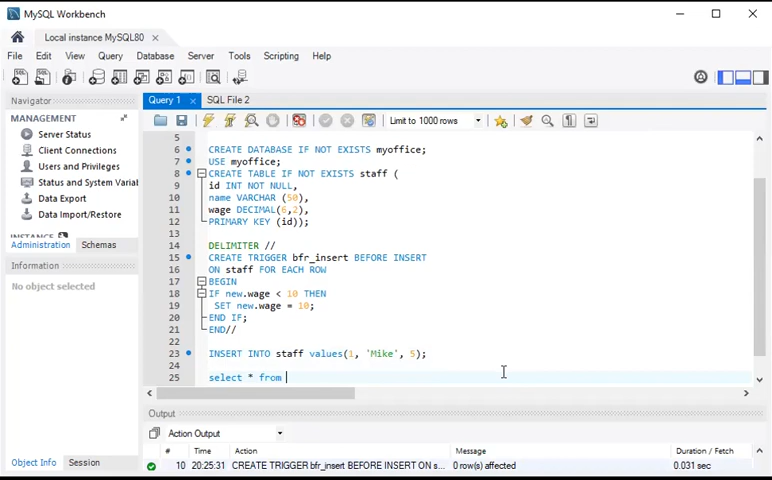 MySQL Workbench
Local instance MySQL80
File Edit View Query Database Server Tools Scripting Help
Navigator
MANAGEMENT
Server Status
Client Connections
Users and Privileges
Status and System Variab
Data Export
Data Import/Restore
Administration Schemas
Information
No object selected
Object Info Session
Query 1 SQL File 2
Limit to 1000 rows
5
6 CREATE DATABASE IF NOT EXISTS myoffice;
7 USE myoffice;
8 CREATE TABLE IF NOT EXISTS staff (
9 id INT NOT NULL,
10 name VARCHAR (50),
11 wage DECIMAL(6,2),
12 PRIMARY KEY (id));
13
14 DELIMITER //
15 CREATE TRIGGER bfr_insert BEFORE INSERT
16 ON staff FOR EACH ROW
17 BEGIN
18 IF new.wage < 10 THEN
19 SET new.wage = 10;
20 END IF;
21 END//
22
23 INSERT INTO staff values(1, 'Mike', 5);
24
25 select * from
Output
Action Output
# Time Action Message Duration / Fetch
10 20:25:31 CREATE TRIGGER bfr_insert BEFORE INSERT ON s... 0 row(s) affected 0.031 sec